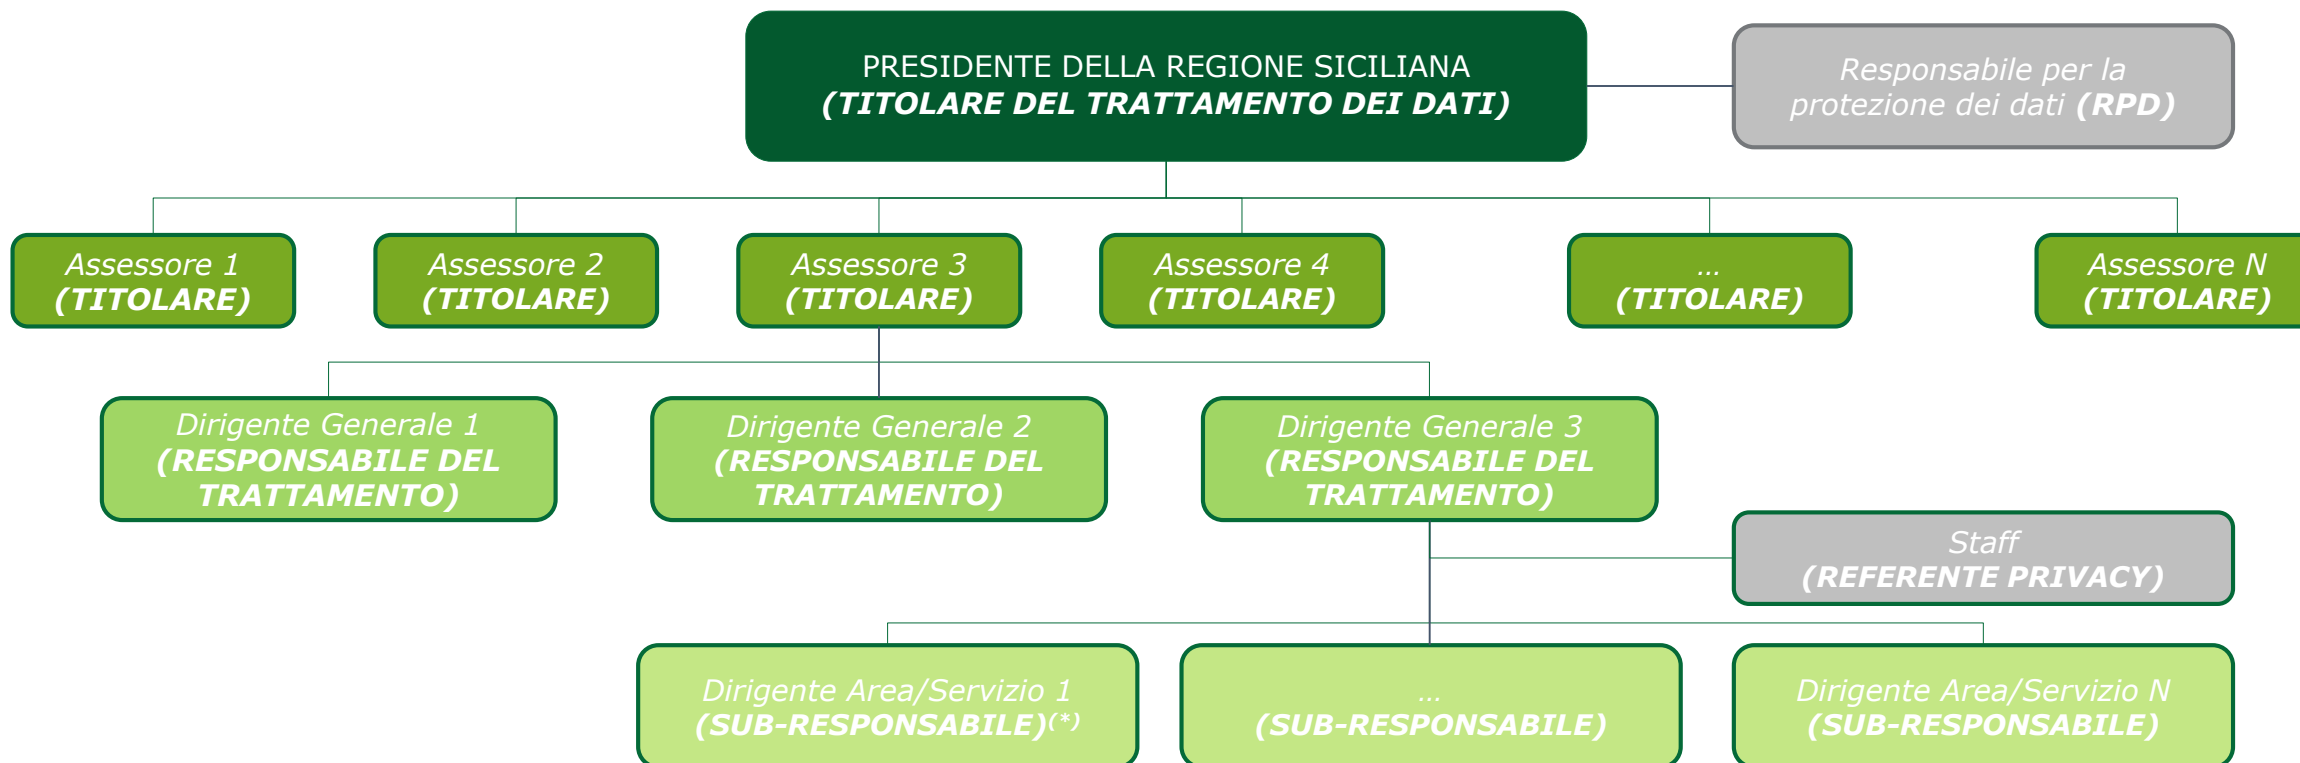 PRESIDENTE DELLA REGIONE SICILIANA
(TITOLARE DEL TRATTAMENTO DEI DATI)
Responsabile per la
protezione dei dati (RPD)
Assessore 1
(TITOLARE)
Assessore 2
(TITOLARE)
Assessore 3
(TITOLARE)
Assessore 4
(TITOLARE)
…
(TITOLARE)
Assessore N
(TITOLARE)
Dirigente Generale 1
(RESPONSABILE DEL
TRATTAMENTO)
Dirigente Generale 2
(RESPONSABILE DEL
TRATTAMENTO)
Dirigente Generale 3
(RESPONSABILE DEL
TRATTAMENTO)
Staff
(REFERENTE PRIVACY)
Dirigente Area/Servizio 1
(SUB-RESPONSABILE)(*)
…
(SUB-RESPONSABILE)
Dirigente Area/Servizio N
(SUB-RESPONSABILE)